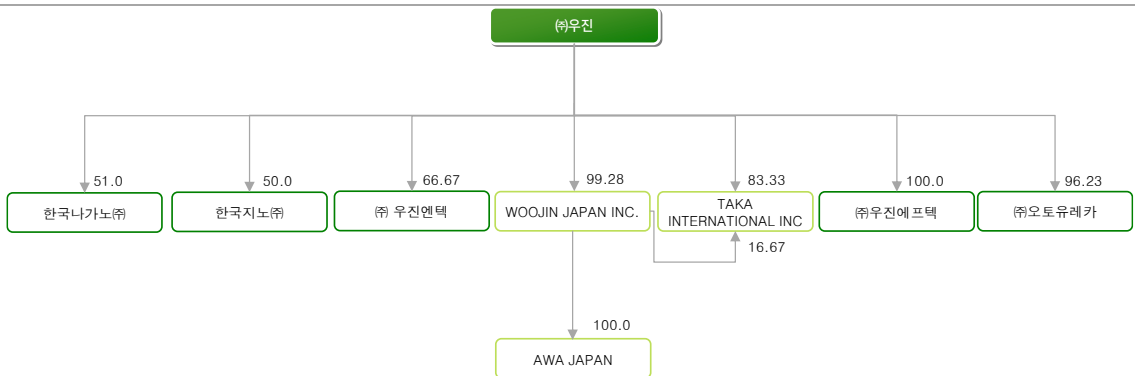 ㈜우진
51.0
50.0
66.67
99.28
83.33
100.0
96.23
한국나가노㈜
한국지노㈜
㈜ 우진엔텍
WOOJIN JAPAN INC.
TAKA
INTERNATIONAL INC
㈜우진에프텍
㈜오토유레카
16.67
100.0
AWA JAPAN